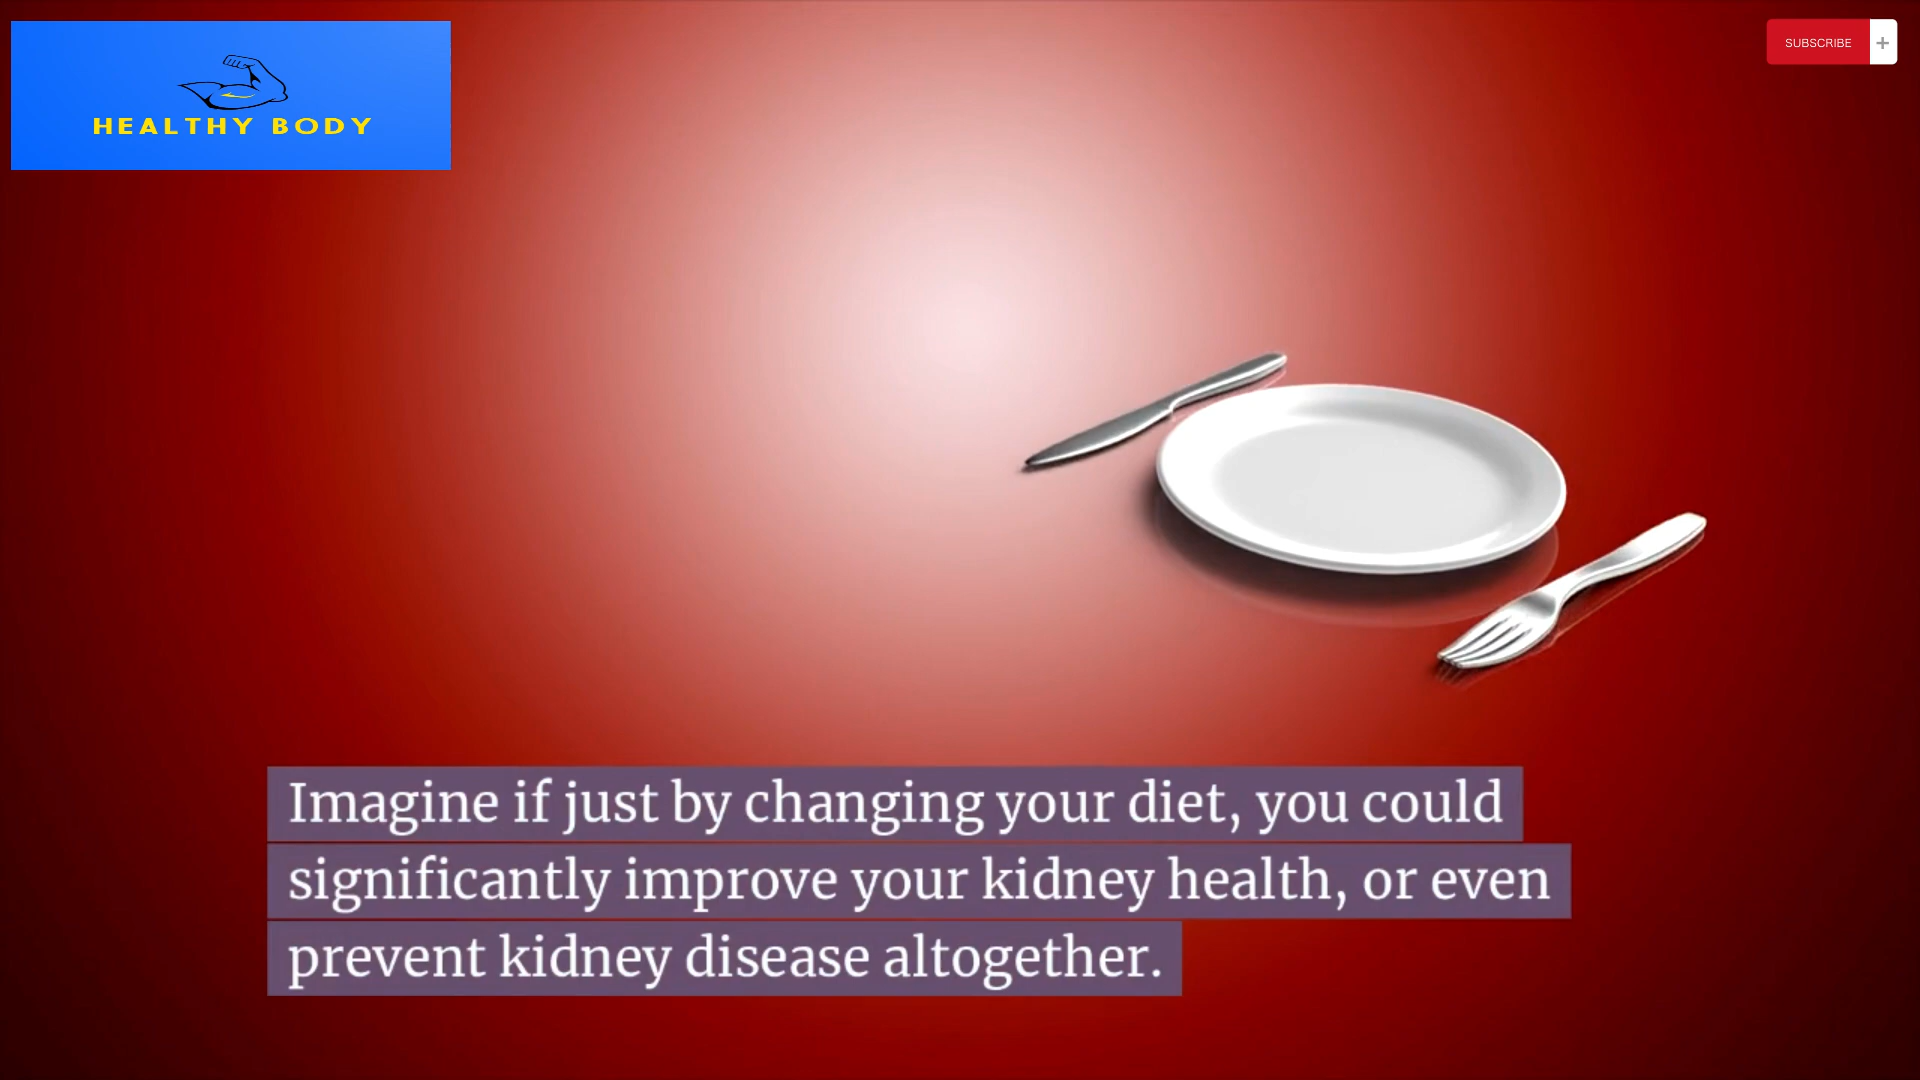 HEALTHY BODY
SUBSCRIBE +
Imagine if just by changing your diet, you could
significantly improve your kidney health, or even
prevent kidney disease altogether.